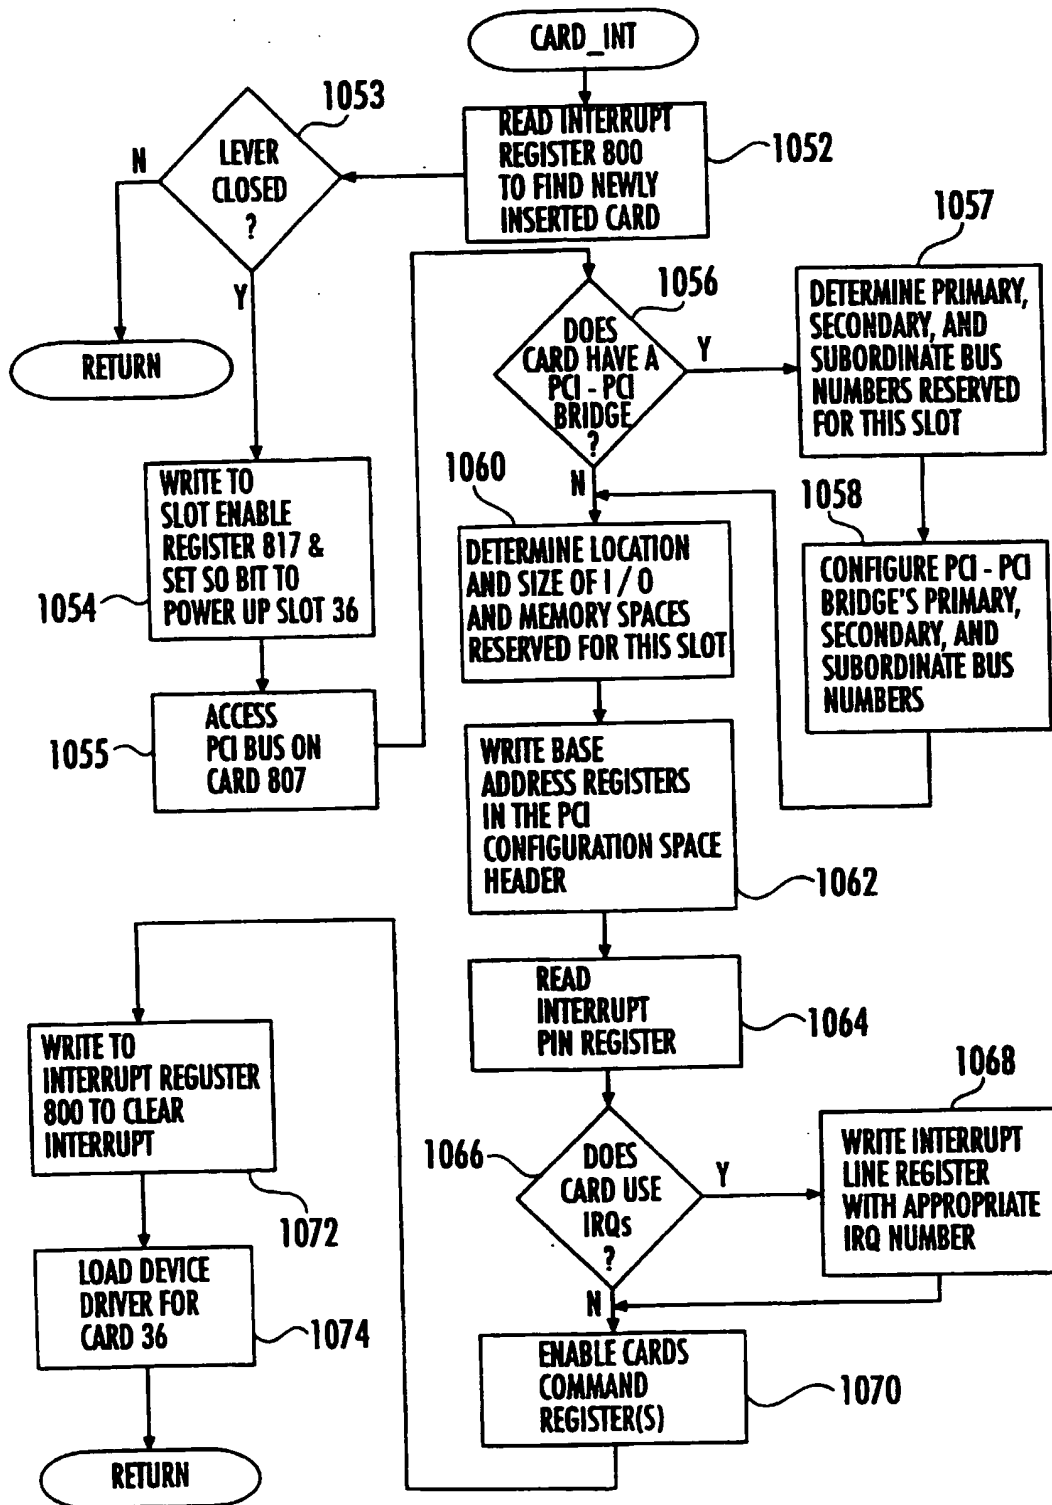 CARD_INT
1053
READ INTERRUPT
REGISTER 800
TO FIND NEWLY
INSERTED CARD
1052
LEVER
CLOSED
?
N
Y
RETURN
1057
1056
DOES
CARD HAVE A
PCI - PCI
BRIDGE
?
Y
N
DETERMINE PRIMARY,
SECONDARY, AND
SUBORDINATE BUS
NUMBERS RESERVED
FOR THIS SLOT
WRITE TO
SLOT ENABLE
REGISTER 817 &
SET SO BIT TO
POWER UP SLOT 36
1054
1060
DETERMINE LOCATION
AND SIZE OF I / O
AND MEMORY SPACES
RESERVED FOR THIS SLOT
1058
CONFIGURE PCI - PCI
BRIDGE'S PRIMARY,
SECONDARY, AND
SUBORDINATE BUS
NUMBERS
ACCESS
PCI BUS ON
CARD 807
1055
WRITE BASE
ADDRESS REGISTERS
IN THE PCI
CONFIGURATION SPACE
HEADER
1062
READ
INTERRUPT
PIN REGISTER
1064
WRITE TO
INTERRUPT REGUSTER
800 TO CLEAR
INTERRUPT
1072
1066
DOES
CARD USE
IRQs
?
Y
N
1068
WRITE INTERRUPT
LINE REGISTER
WITH APPROPRIATE
IRQ NUMBER
LOAD DEVICE
DRIVER FOR
CARD 36
1074
ENABLE CARDS
COMMAND
REGISTER(S)
1070
RETURN